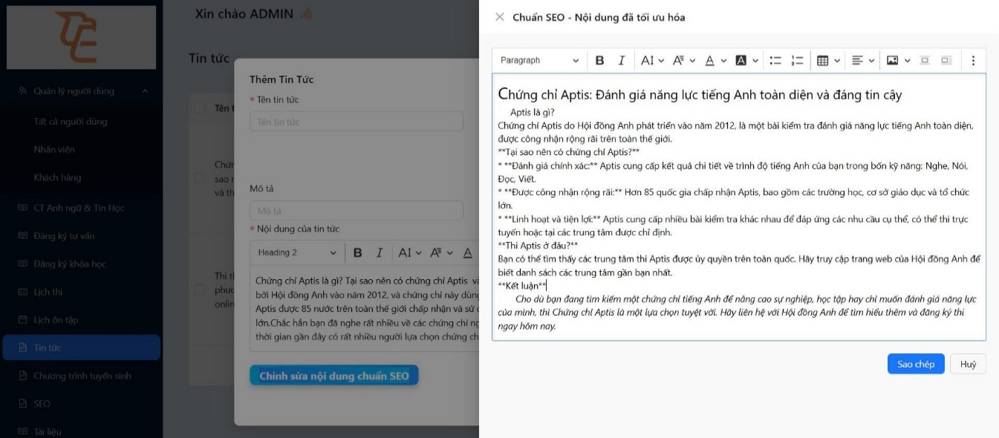 Xin chào ADMIN
Quản lý người dùng
Tất cả người dùng
Nhân viên
Khách hàng
CT Anh ngữ & Tin Học
Đăng ký tư vấn
Đăng ký khóa học
Lịch thi
Lịch ôn tập
Tin tức
Chương trình tuyển sinh
SEO
Tài liệu
Tin tức
Tên t
Chứn
sao n
và th
Thi t
phươ
onlin
Thêm Tin Tức
* Tên tin tức
Tên tin tức
Mô tả
Mô tả
* Nội dung của tin tức
Heading 2
Chứng chỉ Aptis là gì? Tại sao nên có chứng chỉ Aptis và
bởi Hội đồng Anh vào năm 2012, và chứng chỉ này dùng
Aptis được 85 nước trên toàn thế giới chấp nhận và sử d
lớn.Chắc hẳn bạn đã nghe rất nhiều về các chứng chỉ ng
thời gian gần đây có rất nhiều người lựa chọn chứng ch
Chỉnh sửa nội dung chuẩn SEO
Chuẩn SEO - Nội dung đã tối ưu hóa
Paragraph
Chứng chỉ Aptis: Đánh giá năng lực tiếng Anh toàn diện và đáng tin cậy
Aptis là gì?
Chứng chỉ Aptis do Hội đồng Anh phát triển vào năm 2012, là một bài kiểm tra đánh giá năng lực tiếng Anh toàn diện,
được công nhận rộng rãi trên toàn thế giới.
**Tại sao nên có chứng chỉ Aptis?**
* **Đánh giá chính xác:** Aptis cung cấp kết quả chi tiết về trình độ tiếng Anh của bạn trong bốn kỹ năng: Nghe, Nói,
Đọc, Viết.
* **Được công nhận rộng rãi:** Hơn 85 quốc gia chấp nhận Aptis, bao gồm các trường học, cơ sở giáo dục và tổ chức
lớn.
* **Linh hoạt và tiện lợi:** Aptis cung cấp nhiều bài kiểm tra khác nhau để đáp ứng các nhu cầu cụ thể, có thể thi trực
tuyến hoặc tại các trung tâm được chỉ định.
**Thi Aptis ở đâu?**
Bạn có thể tìm thấy các trung tâm thi Aptis được ủy quyền trên toàn quốc. Hãy truy cập trang web của Hội đồng Anh để
biết danh sách các trung tâm gần bạn nhất.
**Kết luận**
Cho dù bạn đang tìm kiếm một chứng chỉ tiếng Anh để nâng cao sự nghiệp, học tập hay chỉ muốn đánh giá năng lực
của mình, thì Chứng chỉ Aptis là một lựa chọn tuyệt vời. Hãy liên hệ với Hội đồng Anh để tìm hiểu thêm và đăng ký thi
ngay hôm nay.
Sao chép
Huỷ